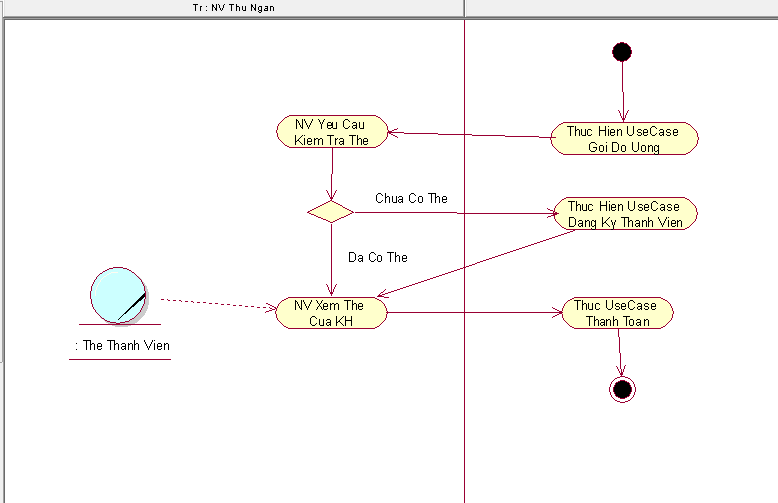 Tr : NV Thu Ngan
NV Yeu Cau
Kiem Tra The
Thuc Hien UseCase
Goi Do Uong
Chua Co The
Thuc Hien UseCase
Dang Ky Thanh Vien
Da Co The
NV Xem The
Cua KH
Thuc UseCase
Thanh Toan
: The Thanh Vien